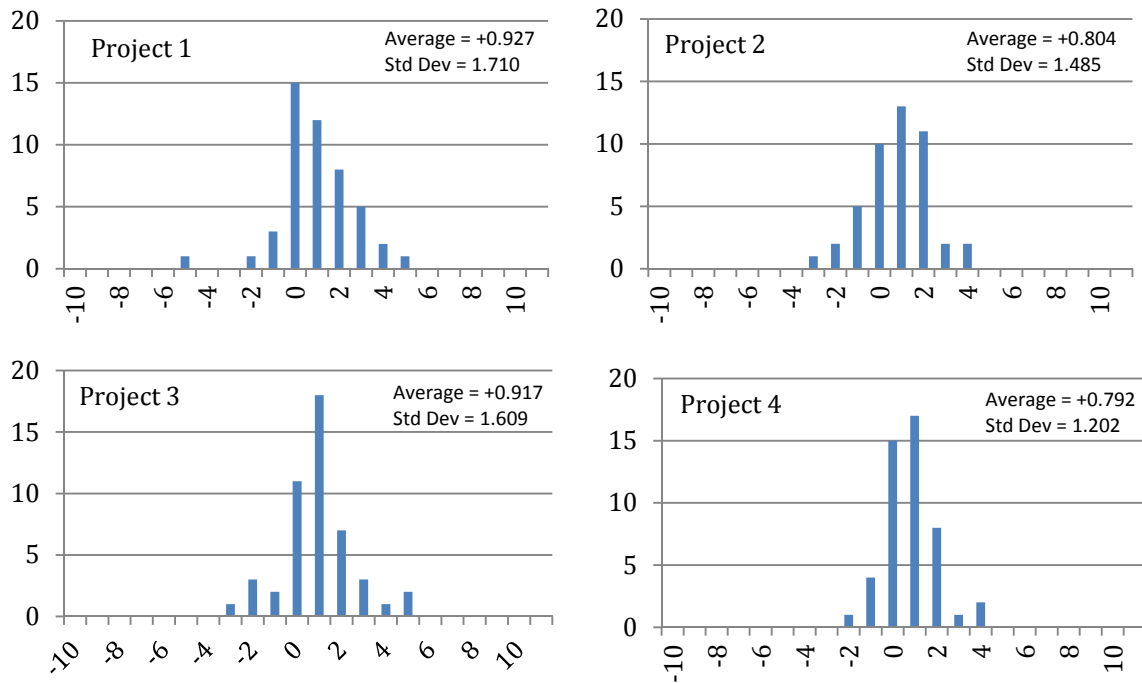 Project 1
Average = +0.927
Std Dev = 1.710
20
15
10
5
0
-10 -8 -6 -4 -2 0 2 4 6 8 10
Project 2
Average = +0.804
Std Dev = 1.485
20
15
10
5
0
-10 -8 -6 -4 -2 0 2 4 6 8 10
Project 3
Average = +0.917
Std Dev = 1.609
20
15
10
5
0
-10 -8 -6 -4 -2 0 2 4 6 8 10
Project 4
Average = +0.792
Std Dev = 1.202
20
15
10
5
0
-10 -8 -6 -4 -2 0 2 4 6 8 10